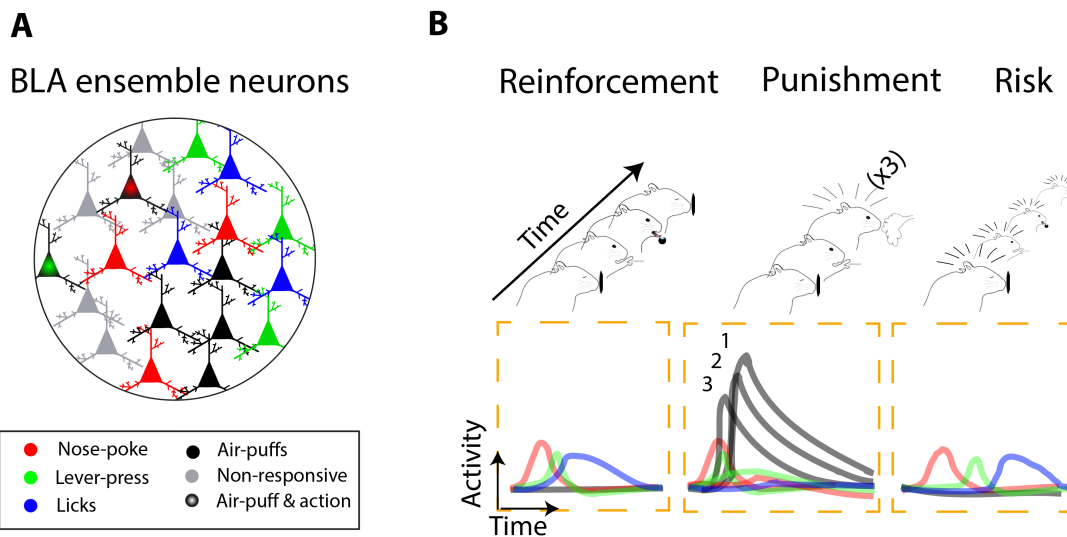 A
BLA ensemble neurons
Nose-poke
Lever-press
Licks
Air-puffs
Non-responsive
Air-puff & action
B
Reinforcement
Punishment
Risk
Time
(x3)
1
2
3
Activity
Time